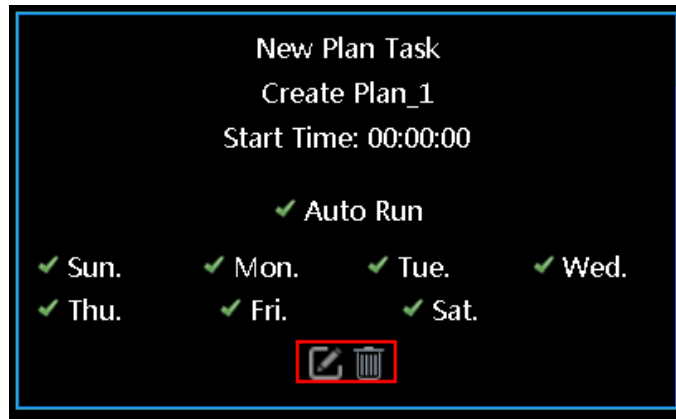 New Plan Task
Create Plan_1
Start Time: 00:00:00
Auto Run
Sun. Mon. Tue. Wed.
Thu. Fri. Sat.